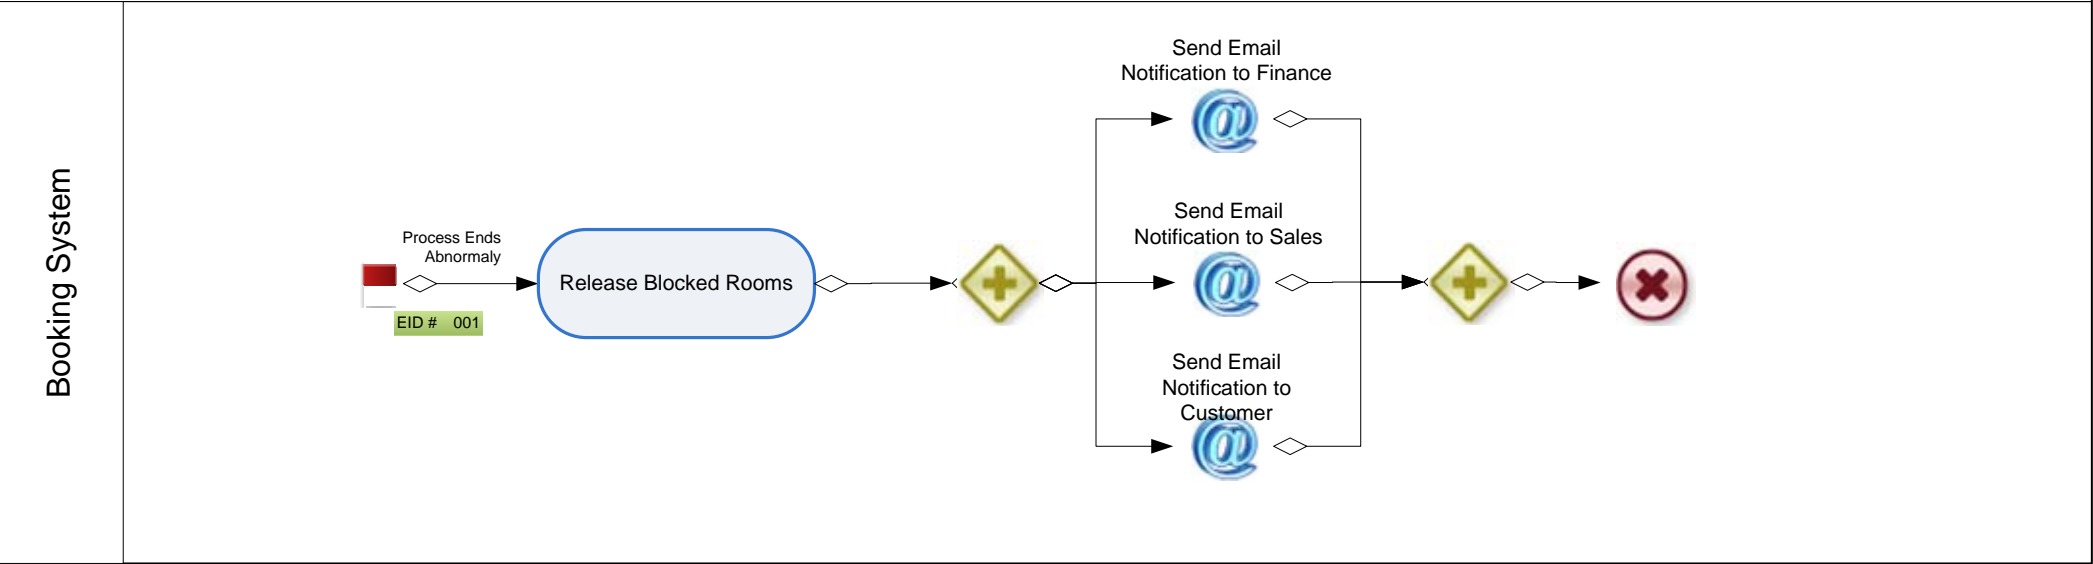 Booking System
Process Ends
Abnormaly
EID # 001
Release Blocked Rooms
Send Email
Notification to Finance
Send Email
Notification to Sales
Send Email
Notification to
Customer